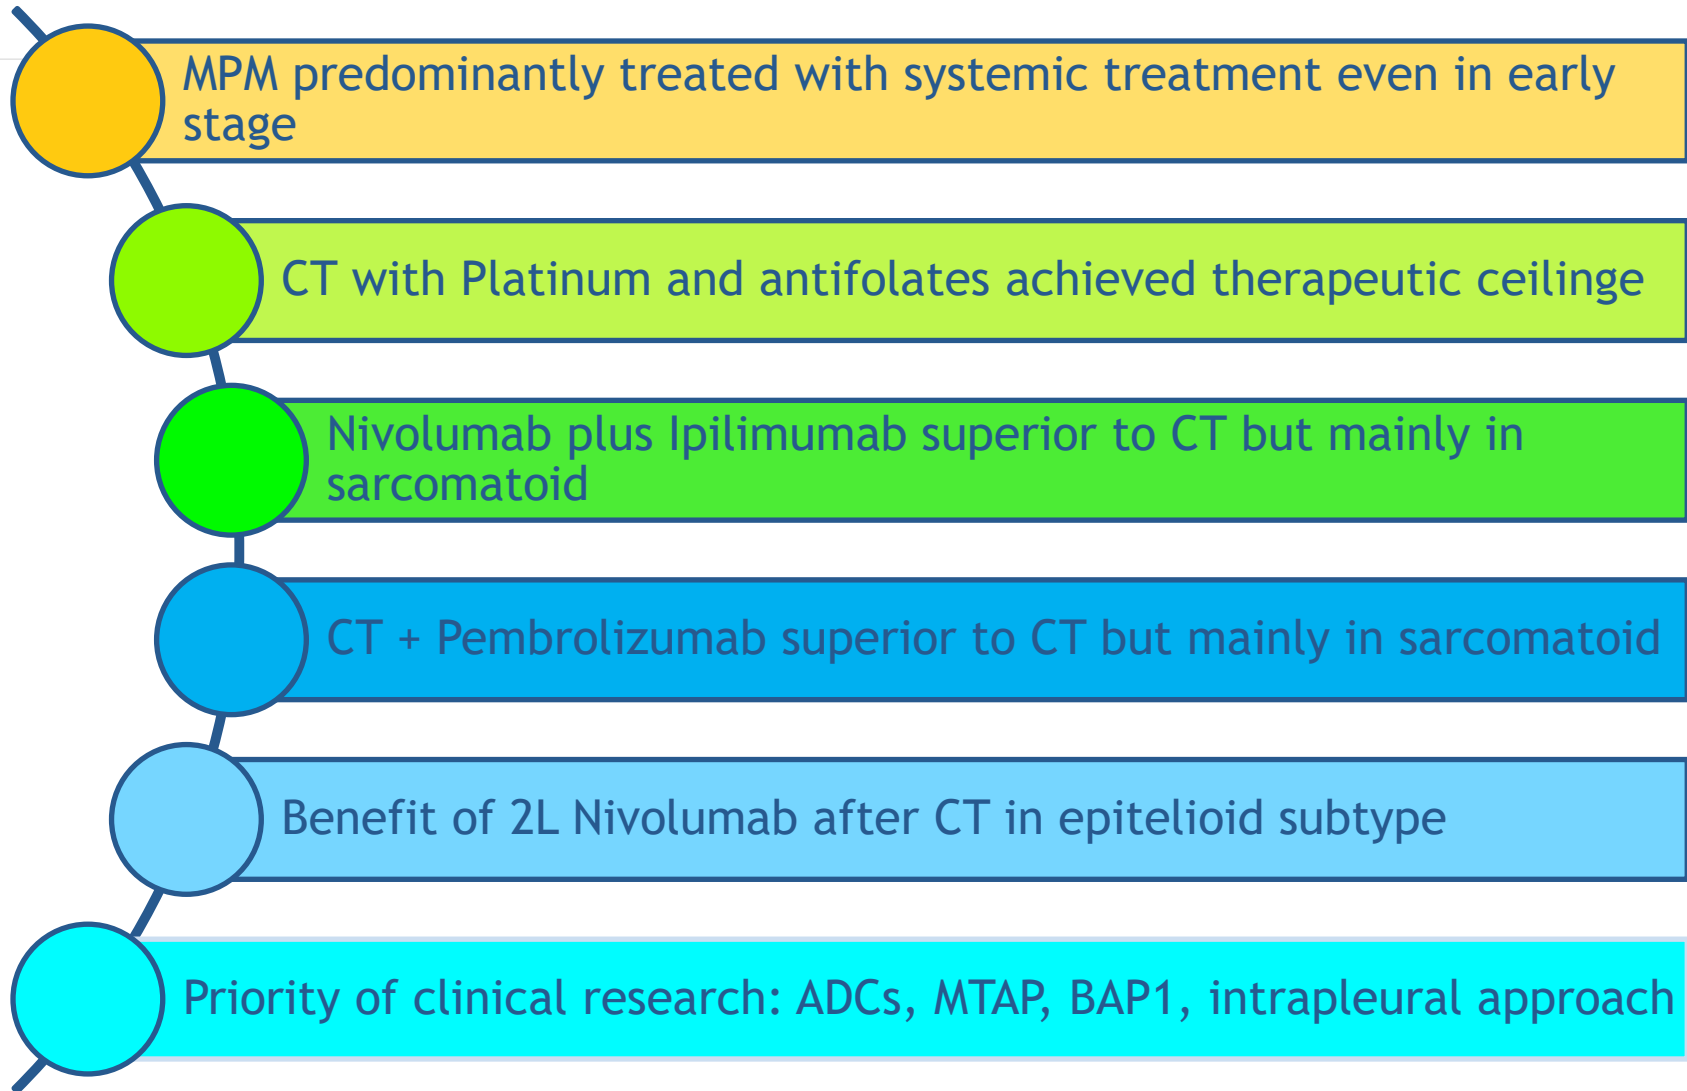 MPM predominantly treated with systemic treatment even in early
stage
CT with Platinum and antifolates achieved therapeutic ceilinge
Nivolumab plus Ipilimumab superior to CT but mainly in
sarcomatoid
CT + Pembrolizumab superior to CT but mainly in sarcomatoid
Benefit of 2L Nivolumab after CT in epitelioid subtype
Priority of clinical research: ADCs, MTAP, BAP1, intrapleural approach